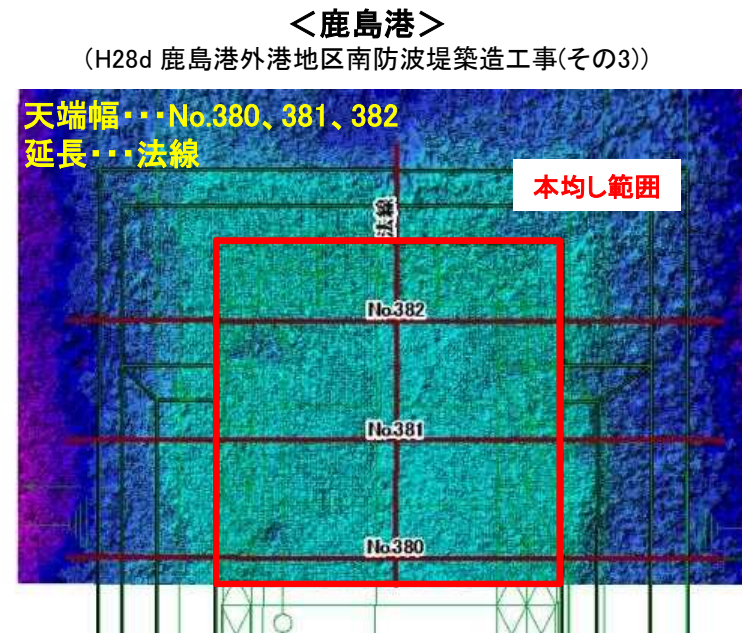 ＜鹿島港＞
（H28d 鹿島港外港地区南防波堤築造工事(その3)）
天端幅・・・No.380、381、382
延長・・・法線
本均し範囲
法線
No.382
No.381
No.380